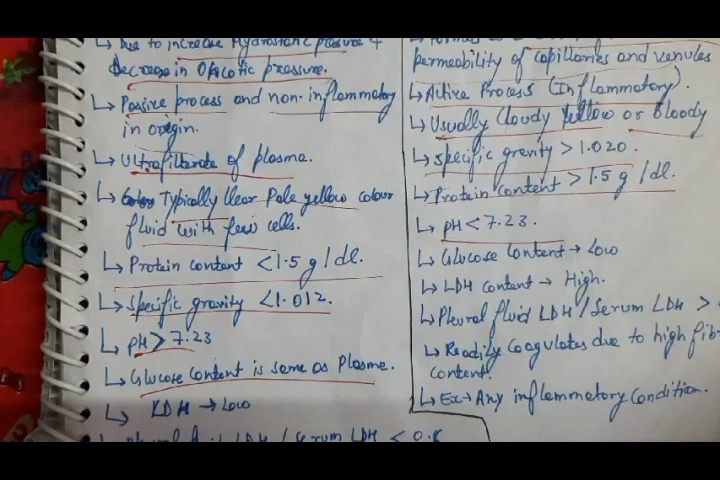 Due to increase Hydrostatic pressure +
decrease in Oncotic pressure.
↳ Passive process and non-inflammatory
in origin.
↳ Ultrafiltrate of plasma.
↳ Typically Clear Pale yellow colour
fluid with few cells.
↳ Protein content < 1.5 g/dl.
↳ Specific gravity < 1.012.
↳ pH > 7.23
↳ Glucose Content is same as Plasme.
↳ LDH → Low
LDH / Serum LDH <
permeability of capillaries and venules
↳ Active Process (Inflammatory).
↳ Usually Cloudy Yellow or Bloody
↳ Specific gravity > 1.020.
↳ Protein content > 1.5 g/dl.
↳ pH < 7.23.
↳ Glucose Content → Low
↳ LDH content → High.
↳ Pleural fluid LDH / Serum LDH >
↳ Readily Coagulates due to high fib
content.
↳ Ex → Any inflammatory Condition.